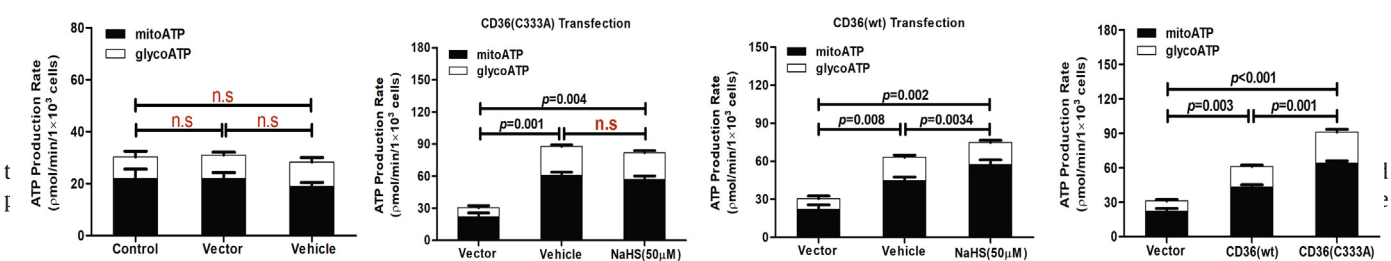 ATP Production Rate
(ρmol/min/1×10³ cells)
80
60
40
20
0
mitoATP
glycoATP
n.s
n.s
n.s
Control Vector Vehicle
CD36(C333A) Transfection
ATP Production Rate
(ρmol/min/1×10³ cells)
180
150
120
90
60
30
0
mitoATP
glycoATP
p=0.004
p=0.001
n.s
Vector Vehicle NaHS(50μM)
CD36(wt) Transfection
ATP Production Rate
(ρmol/min/1×10³ cells)
150
120
90
60
30
0
mitoATP
glycoATP
p=0.002
p=0.008
p=0.0034
Vector Vehicle NaHS(50μM)
ATP Production Rate
(ρmol/min/1×10³ cells)
180
150
120
90
60
30
0
mitoATP
glycoATP
p<0.001
p=0.003
p=0.001
Vector CD36(wt) CD36(C333A)